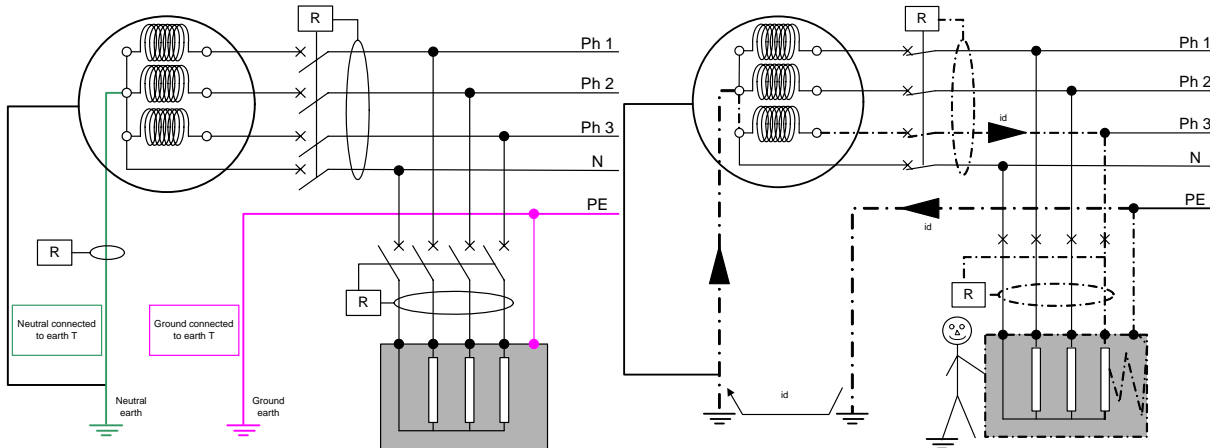 R
Ph 1
Ph 2
Ph 3
N
PE
R
R
Neutral connected
to earth T
Ground connected
to earth T
Neutral
earth
Ground
earth
R
Ph 1
Ph 2
id
Ph 3
N
PE
id
R
id